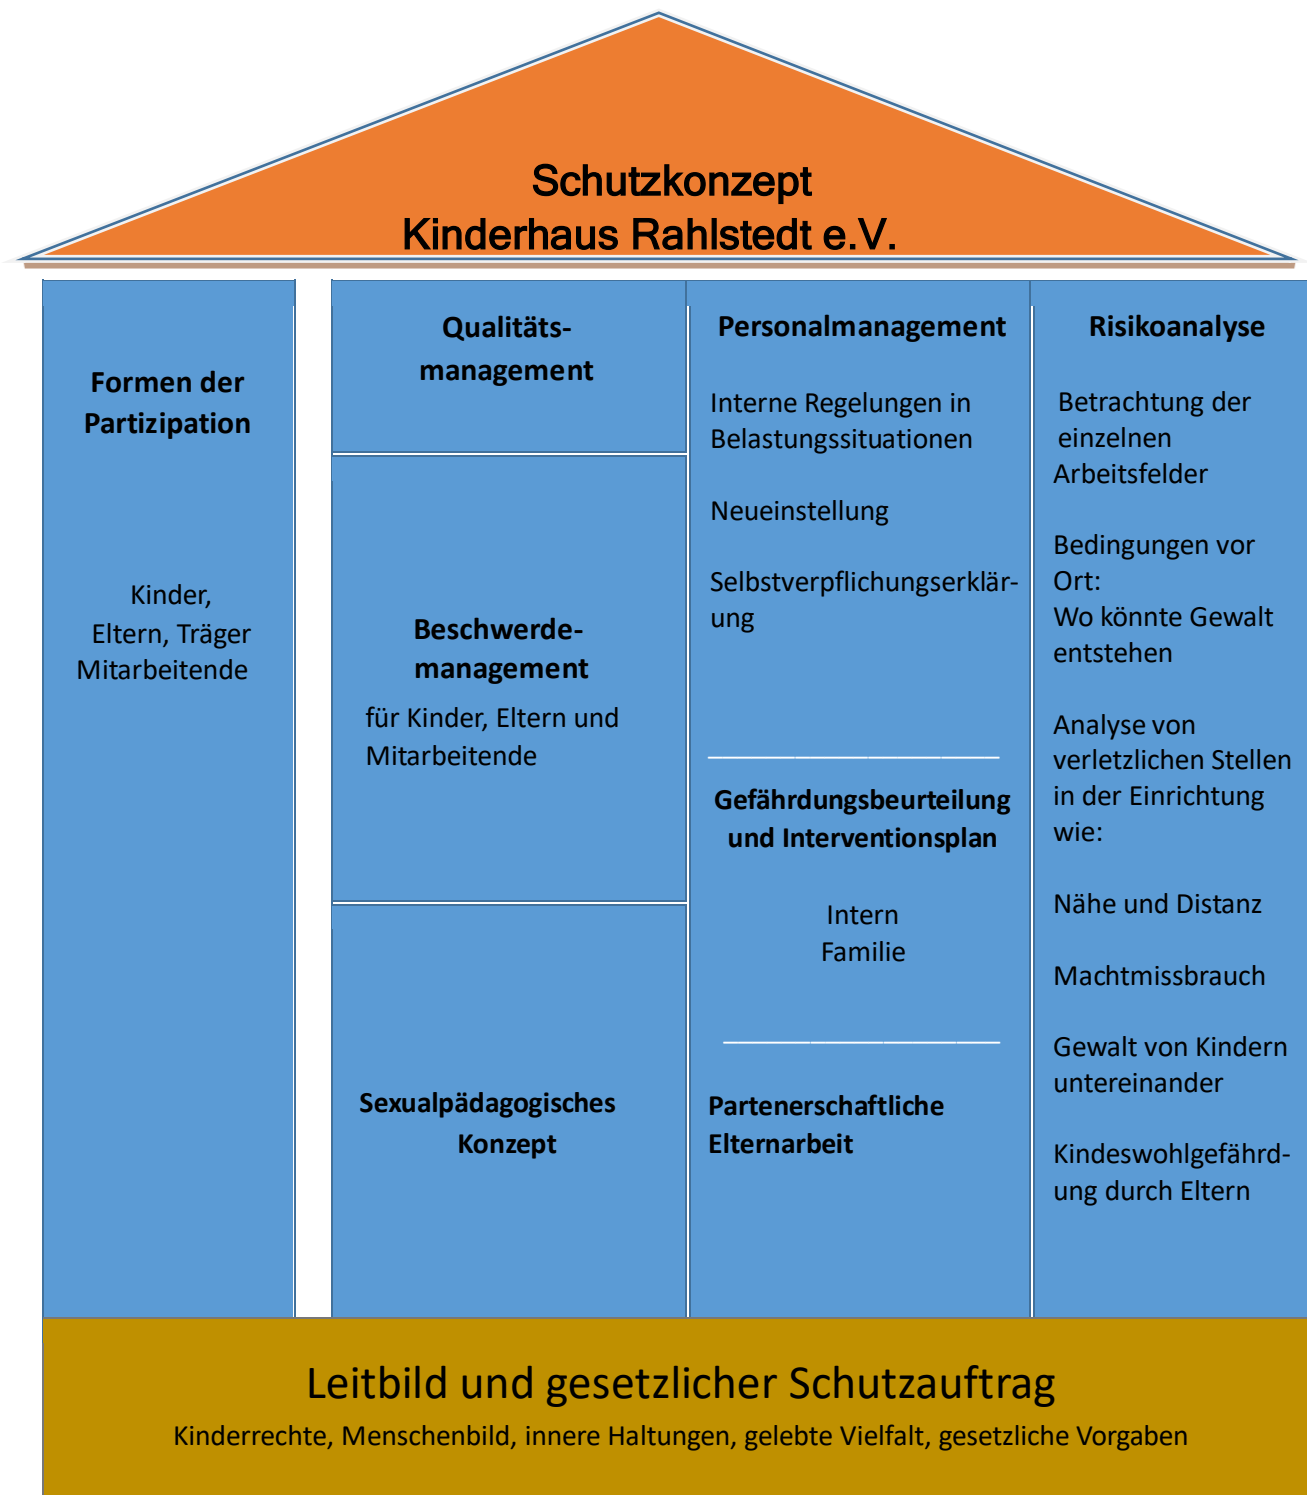 Schutzkonzept
Kinderhaus Rahlstedt e.V.
Formen der
Partizipation
Kinder,
Eltern, Träger
Mitarbeitende
Qualitäts-
management
Beschwerde-
management
für Kinder, Eltern und
Mitarbeitende
Sexualpädagogisches
Konzept
Personalmanagement
Interne Regelungen in
Belastungssituationen
Neueinstellung
Selbstverpflichungserklär-
ung
Gefährdungsbeurteilung
und Interventionsplan
Intern
Familie
Partenerschaftliche
Elternarbeit
Risikoanalyse
Betrachtung der
einzelnen
Arbeitsfelder
Bedingungen vor
Ort:
Wo könnte Gewalt
entstehen
Analyse von
verletzlichen Stellen
in der Einrichtung
wie:
Nähe und Distanz
Machtmissbrauch
Gewalt von Kindern
untereinander
Kindeswohlgefährd-
ung durch Eltern
Leitbild und gesetzlicher Schutzauftrag
Kinderrechte, Menschenbild, innere Haltungen, gelebte Vielfalt, gesetzliche Vorgaben